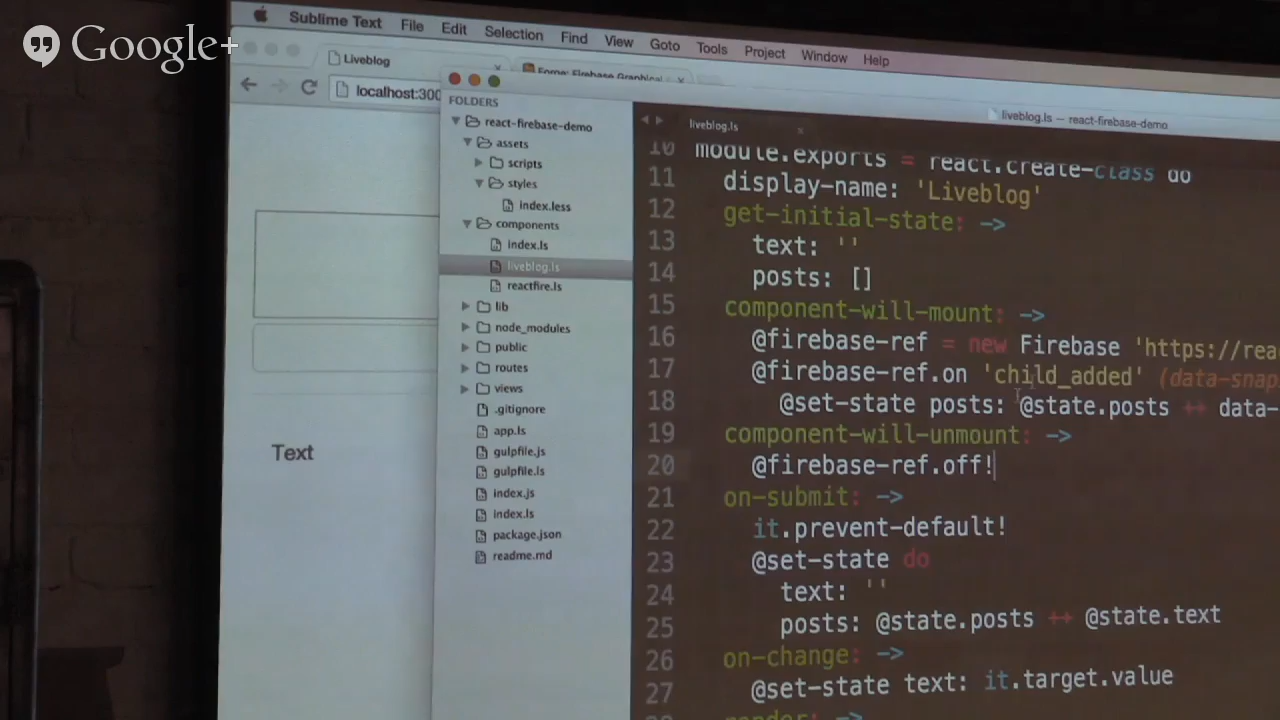 Google+
Sublime Text File Edit Selection Find View Goto Tools Project Window Help
Liveblog
Forge: Firebase Graphical
localhost:300
FOLDERS
react-firebase-demo
assets
scripts
styles
index.less
components
index.ls
liveblog.ls
reactfire.ls
lib
node_modules
public
routes
views
.gitignore
app.ls
gulpfile.js
gulpfile.ls
index.js
index.ls
package.json
readme.md
Text
liveblog.ls — react-firebase-demo
liveblog.ls
10 module.exports = react.create-class do
11 display-name: 'Liveblog'
12 get-initial-state: ->
13 text: ''
14 posts: []
15 component-will-mount: ->
16 @firebase-ref = new Firebase 'https://rea
17 @firebase-ref.on 'child_added' (data-snap
18 @set-state posts: @state.posts ++ data-
19 component-will-unmount: ->
20 @firebase-ref.off!
21 on-submit: ->
22 it.prevent-default!
23 @set-state do
24 text: ''
25 posts: @state.posts ++ @state.text
26 on-change: ->
27 @set-state text: it.target.value
render: ->